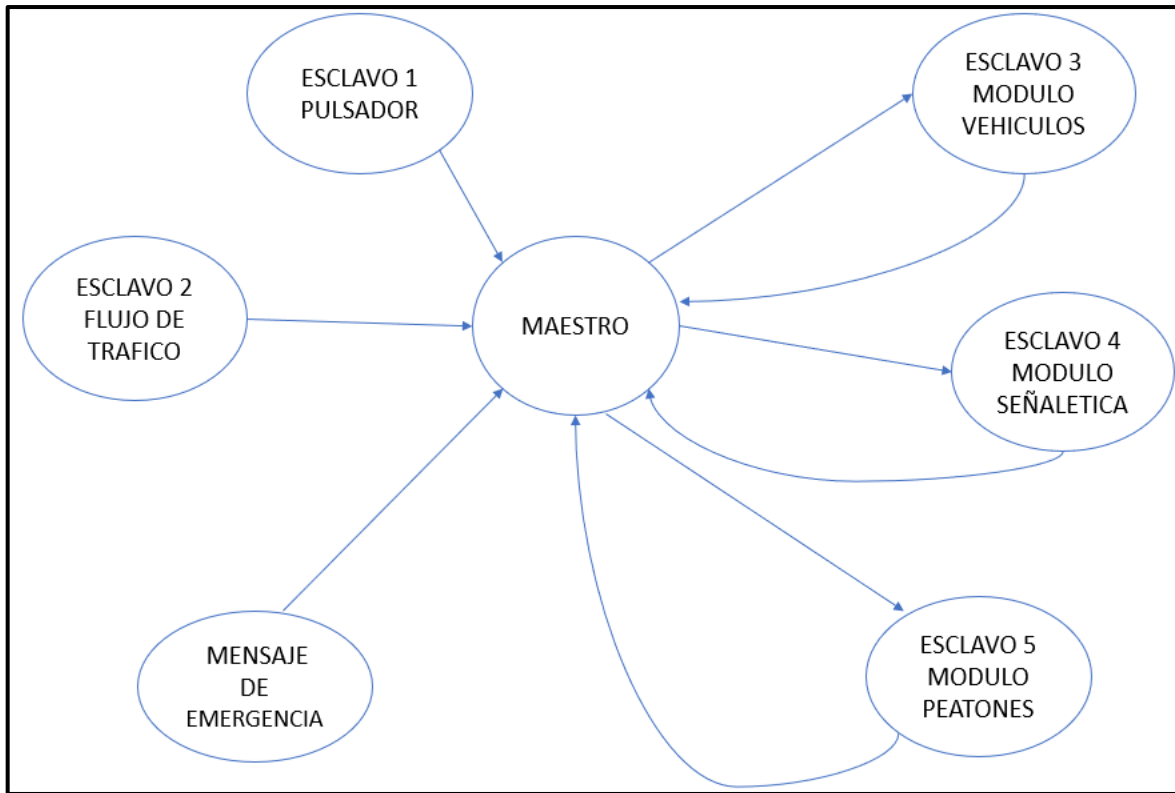 ESCLAVO 1
PULSADOR
ESCLAVO 3
MODULO
VEHICULOS
ESCLAVO 2
FLUJO DE
TRAFICO
MAESTRO
ESCLAVO 4
MODULO
SEÑALETICA
MENSAJE
DE
EMERGENCIA
ESCLAVO 5
MODULO
PEATONES